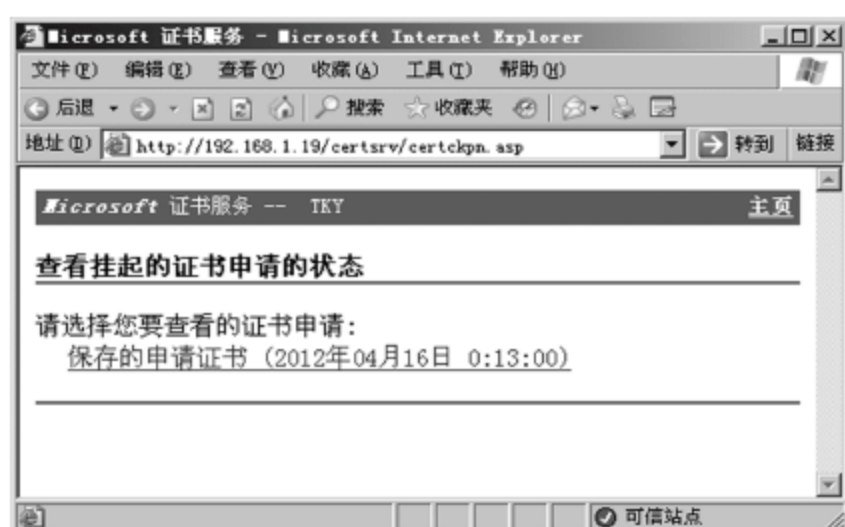 Microsoft 证书服务 - Microsoft Internet Explorer
文件(F) 编辑(E) 查看(V) 收藏(A) 工具(T) 帮助(H)
后退 搜索 收藏夹
地址(D) http://192.168.1.19/certsrv/certckpn.asp 转到 链接
Microsoft 证书服务 -- TKY 主页
查看挂起的证书申请的状态
请选择您要查看的证书申请:
保存的申请证书 (2012年04月16日 0:13:00)
可信站点